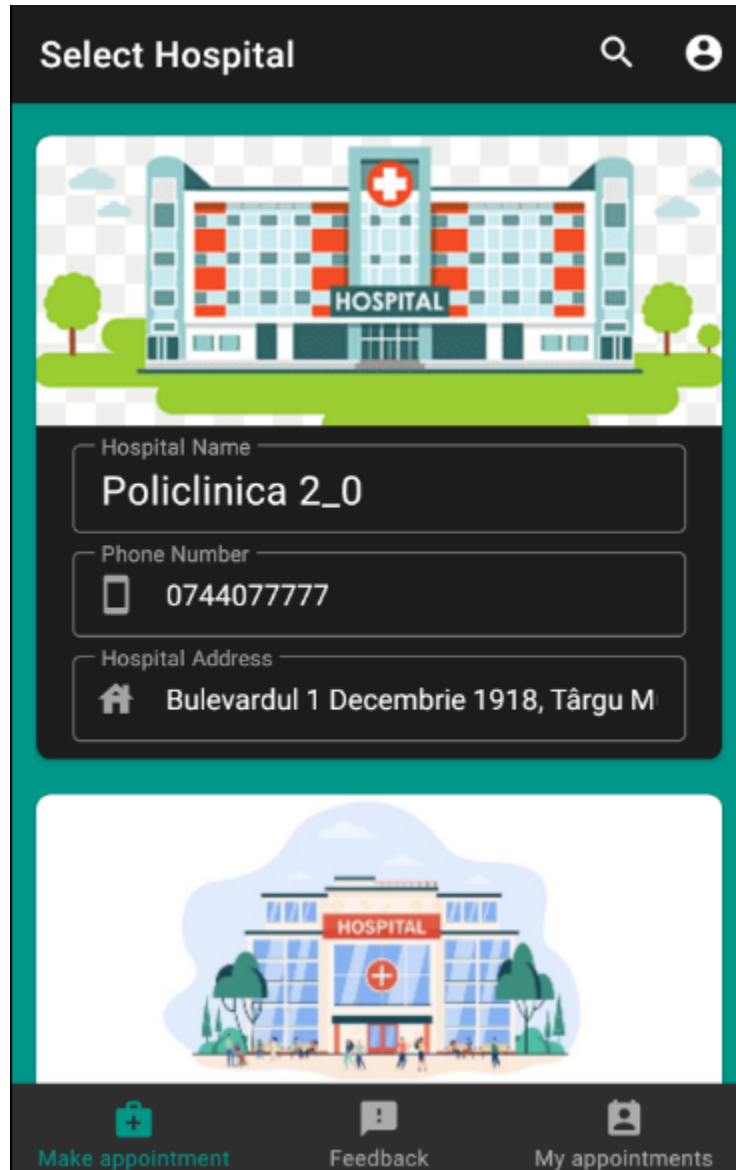 Select Hospital
HOSPITAL
Hospital Name
Policlinica 2_0
Phone Number
0744077777
Hospital Address
Bulevardul 1 Decembrie 1918, Târgu M
HOSPITAL
Make appointment
Feedback
My appointments